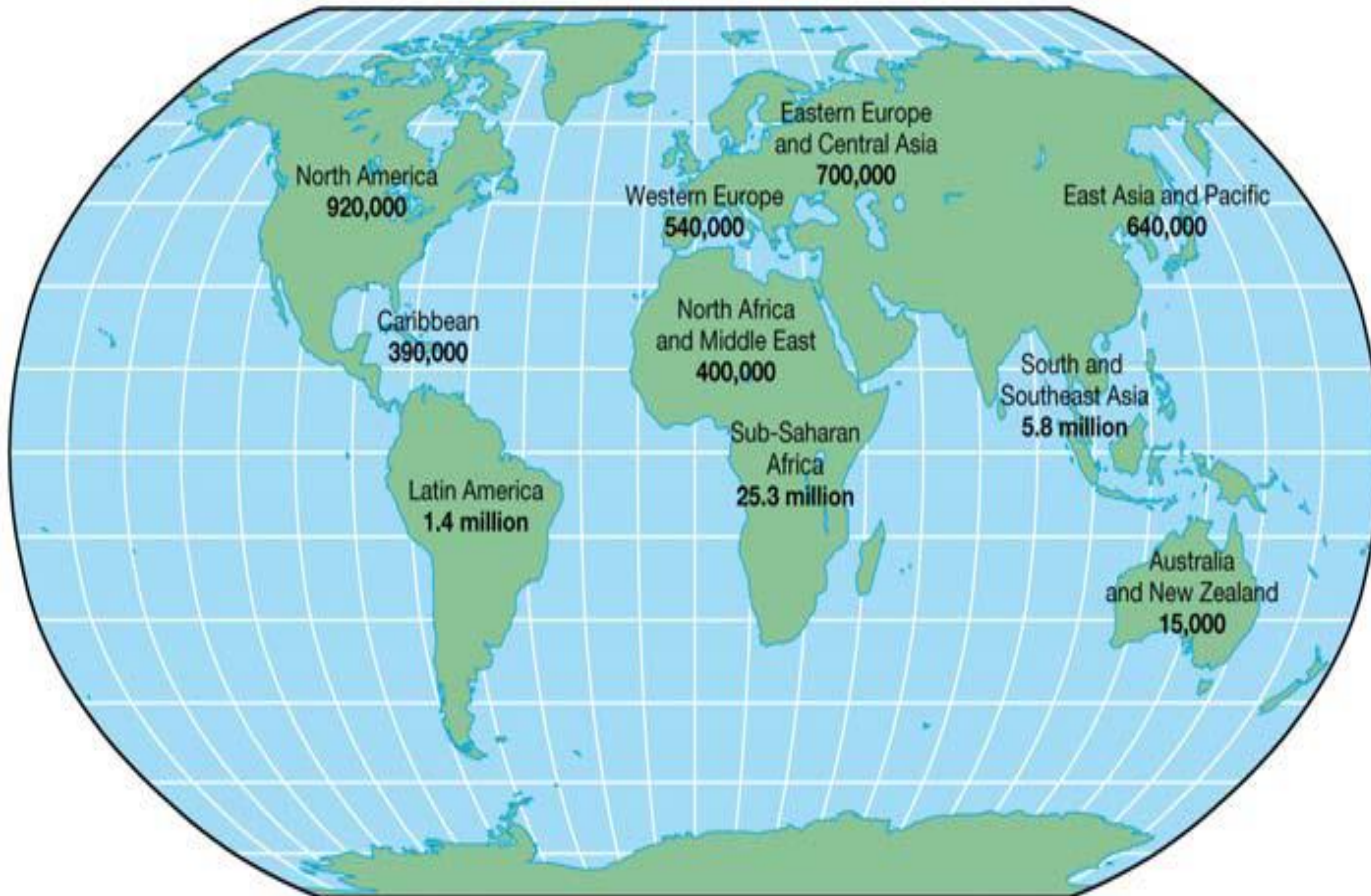 Eastern Europe
and Central Asia
700,000
North America
920,000
Western Europe
540,000
East Asia and Pacific
640,000
Caribbean
390,000
North Africa
and Middle East
400,000
South and
Southeast Asia
5.8 million
Sub-Saharan
Africa
25.3 million
Latin America
1.4 million
Australia
and New Zealand
15,000